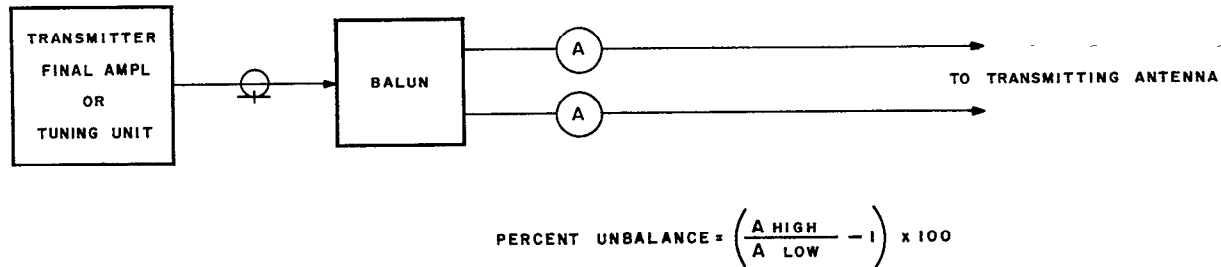 TRANSMITTER
FINAL AMPL
OR
TUNING UNIT
BALUN
A
A
TO TRANSMITTING ANTENNA
PERCENT UNBALANCE = (A HIGH / A LOW - 1) x 100